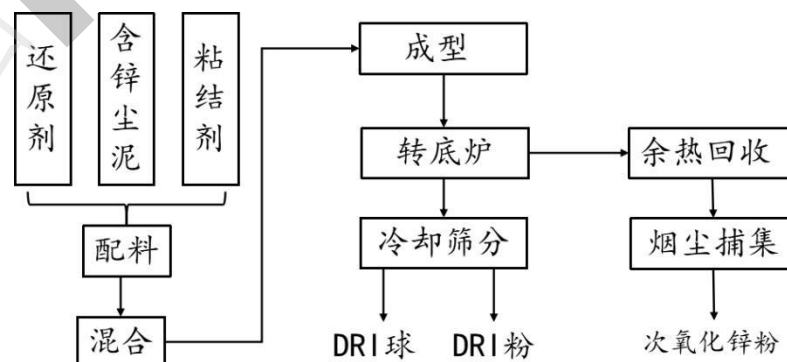 还原剂
含锌尘泥
粘结剂
配料
混合
成型
转底炉
余热回收
冷却筛分
烟尘捕集
DRI球
DRI粉
次氧化锌粉